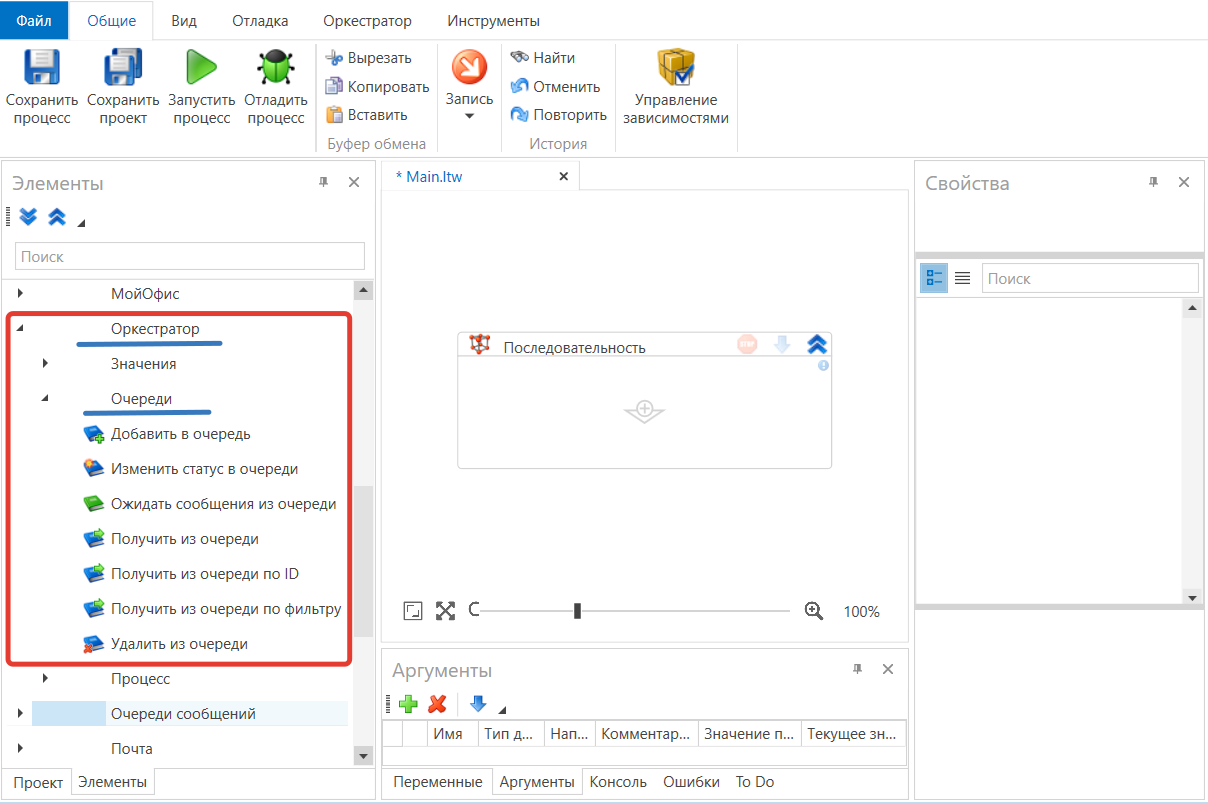 Файл Общие Вид Отладка Оркестратор Инструменты
Сохранить процесс
Сохранить проект
Запустить процесс
Отладить процесс
Вырезать
Копировать
Вставить
Буфер обмена
Запись
Найти
Отменить
Повторить
История
Управление зависимостями
Элементы
Поиск
МойОфис
Оркестратор
Значения
Очереди
Добавить в очередь
Изменить статус в очереди
Ожидать сообщения из очереди
Получить из очереди
Получить из очереди по ID
Получить из очереди по фильтру
Удалить из очереди
Процесс
Очереди сообщений
Почта
Проект Элементы
* Main.ltw
Последовательность
STOP
100%
Аргументы
Имя Тип д... Нап... Комментар... Значение п... Текущее зн...
Переменные Аргументы Консоль Ошибки To Do
Свойства
Поиск